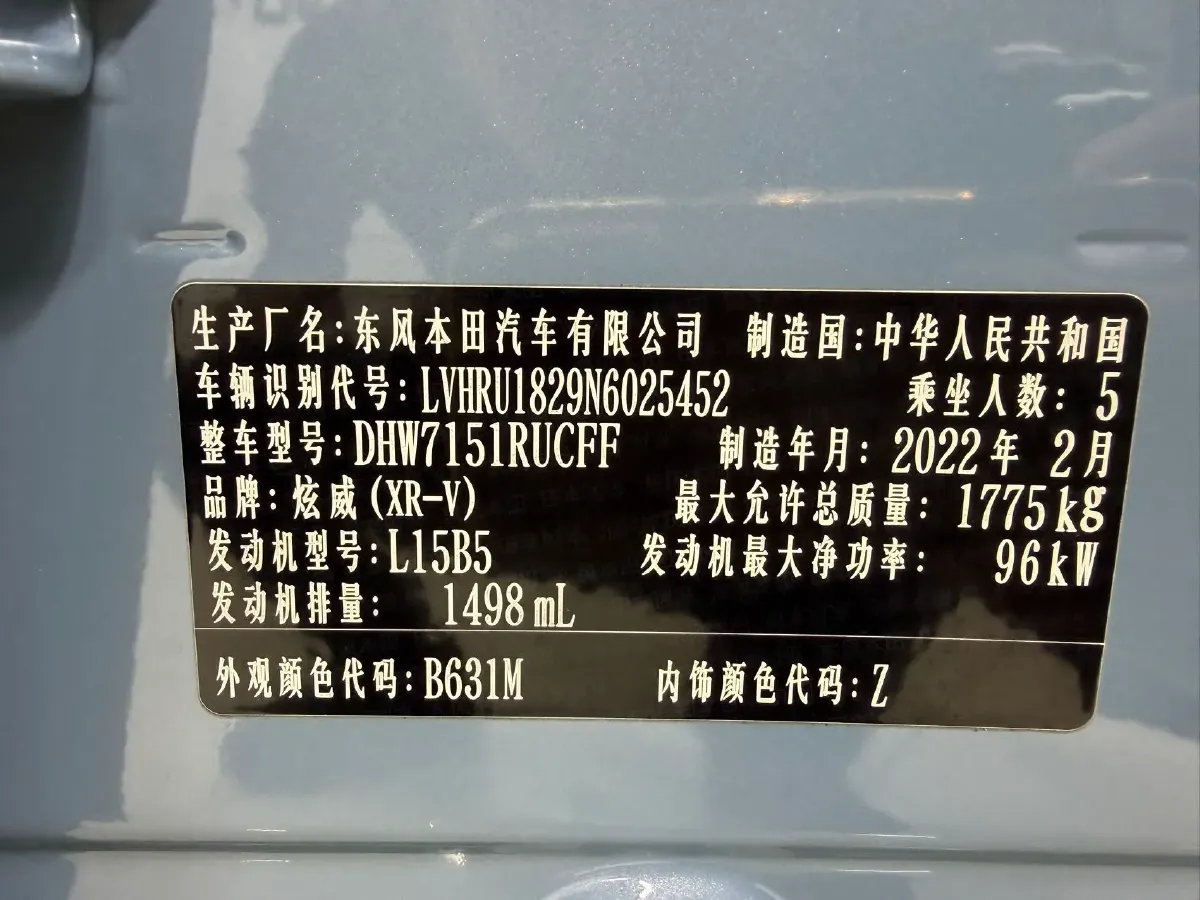 生产厂名:东风本田汽车有限公司 制造国:中华人民共和国
车辆识别代号:LVHRU1829N6025452 乘坐人数:5
整车型号:DHW7151RUCFF 制造年月:2022年 2月
品牌:炫威(XR-V) 最大允许总质量:1775kg
发动机型号:L15B5 发动机最大净功率:96kW
发动机排量: 1498mL
外观颜色代码:B631M 内饰颜色代码:Z